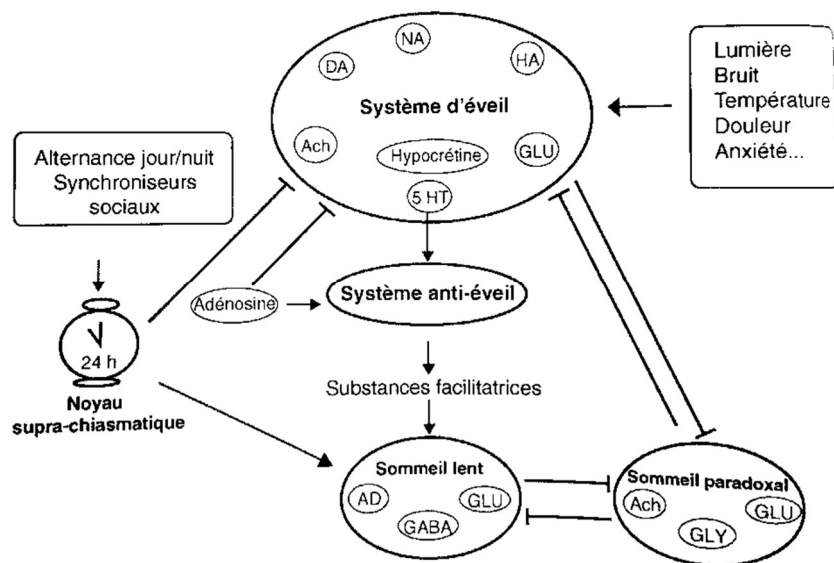 NA
DA
HA
Système d'éveil
Ach
Hypocrétine
GLU
5 HT
Lumière
Bruit
Température
Douleur
Anxiété...
Alternance jour/nuit
Synchroniseurs
sociaux
Adénosine
Système anti-éveil
24 h
Noyau
supra-chiasmatique
Substances facilitatrices
Sommeil lent
AD
GLU
GABA
Sommeil paradoxal
Ach
GLU
GLY